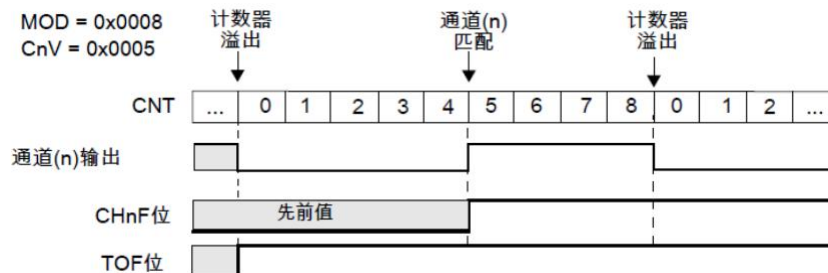 MOD = 0x0008
CnV = 0x0005
计数器
溢出
通道(n)
匹配
计数器
溢出
CNT ... 0 1 2 3 4 5 6 7 8 0 1 2 ...
通道(n)输出
CHnF位 先前值
TOF位